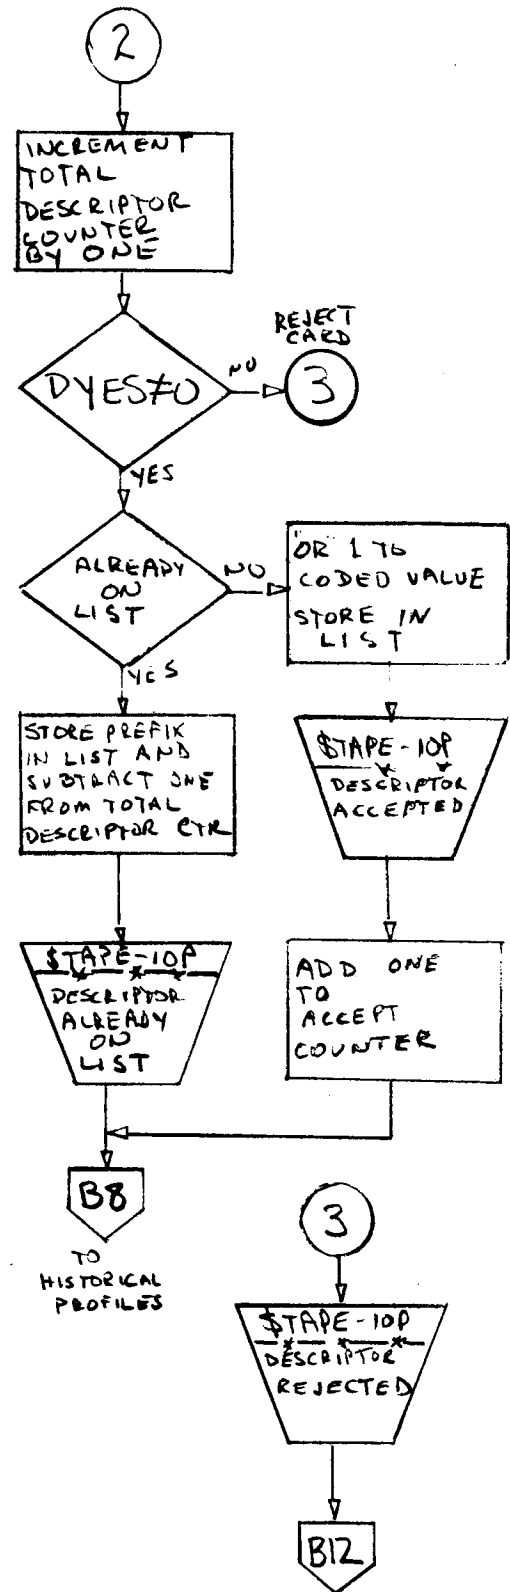 2
INCREMENT
TOTAL
DESCRIPTOR
COUNTER
BY ONE
DYES≠0
NO
REJECT
CARD
3
YES
ALREADY
ON
LIST
NO
"OR" 1 TO
CODED VALUE
STORE IN
LIST
YES
STORE PREFIX
IN LIST AND
SUBTRACT ONE
FROM TOTAL
DESCRIPTOR CTR
$TAPE-10P
DESCRIPTOR
ACCEPTED
$TAPE-10P
DESCRIPTOR
ALREADY
ON
LIST
ADD ONE
TO
ACCEPT
COUNTER
B8
TO
HISTORICAL
PROFILES
3
$TAPE-10P
DESCRIPTOR
REJECTED
B12